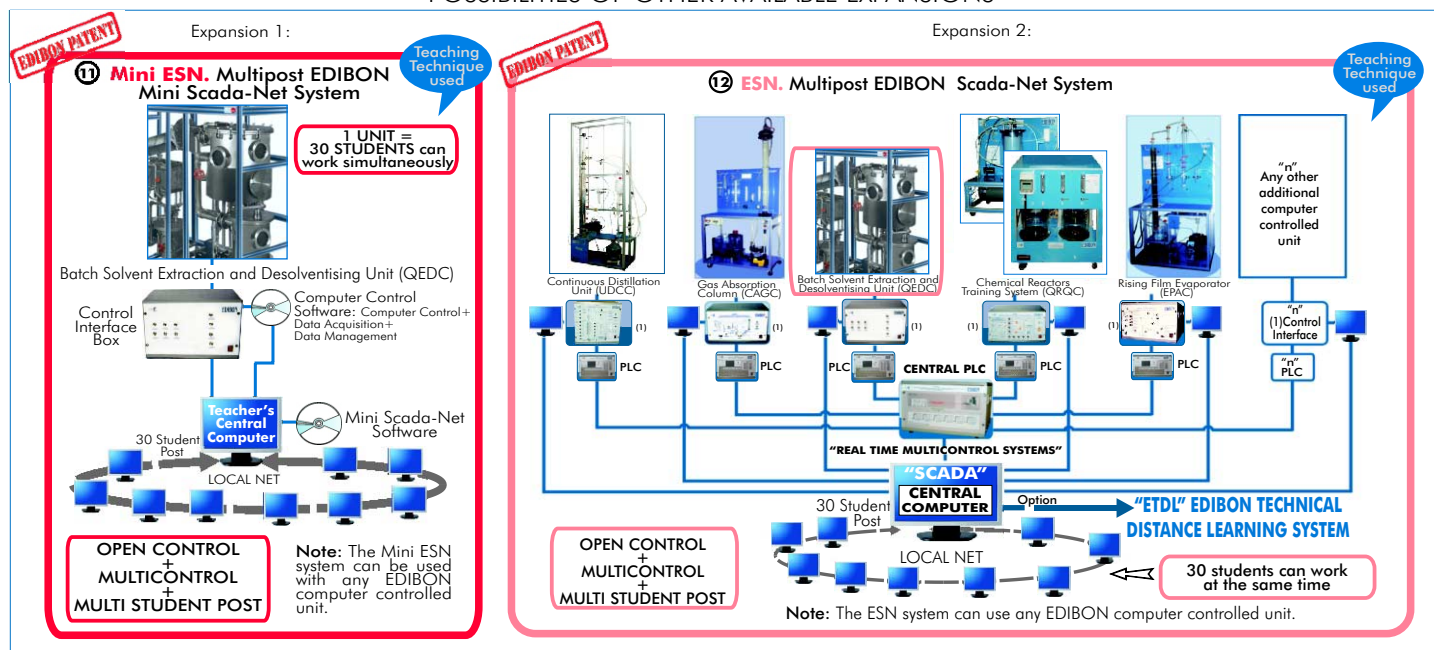 POSSIBILITIES OF OTHER AVAILABLE EXPANSIONS
Expansion 1:
EDIBON PATENT
Teaching
Technique
used
11 Mini ESN. Multipost EDIBON
Mini Scada-Net System
1 UNIT =
30 STUDENTS can
work simultaneously
Batch Solvent Extraction and Desolventising Unit (QEDC)
Control
Interface
Box
Computer Control
Software: Computer Control+
Data Acquisition+
Data Management
Teacher's
Central
Computer
Mini Scada-Net
Software
30 Student
Post
LOCAL NET
OPEN CONTROL
+
MULTICONTROL
+
MULTI STUDENT POST
Note: The Mini ESN
system can be used
with any EDIBON
computer controlled
unit.
Expansion 2:
EDIBON PATENT
Teaching
Technique
used
12 ESN. Multipost EDIBON Scada-Net System
Continuous Distillation
Unit (UDCC)
Gas Absorption
Column (CAGC)
Batch Solvent Extraction and
Desolventising Unit (QEDC)
Chemical Reactors
Training System (QRQC)
Rising Film Evaporator
(EPAC)
"n"
Any other
additional
computer
controlled
unit
(1)
(1)
(1)
(1)
(1)
"n"
(1)Control
Interface
PLC
PLC
PLC
PLC
PLC
"n"
PLC
CENTRAL PLC
"REAL TIME MULTICONTROL SYSTEMS"
"SCADA"
CENTRAL
COMPUTER
Option
"ETDL" EDIBON TECHNICAL
DISTANCE LEARNING SYSTEM
30 Student
Post
LOCAL NET
OPEN CONTROL
+
MULTICONTROL
+
MULTI STUDENT POST
30 students can work
at the same time
Note: The ESN system can use any EDIBON computer controlled unit.